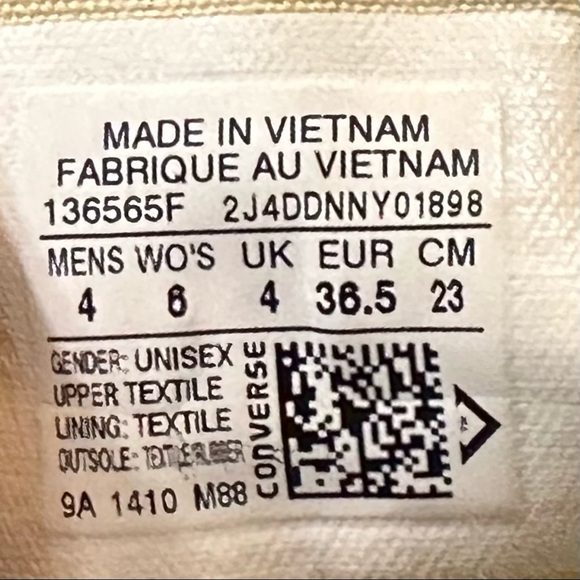 MADE IN VIETNAM
FABRIQUE AU VIETNAM
136565F 2J4DDNNY01898
MENS WO'S UK EUR CM
4 6 4 36.5 23
GENDER: UNISEX
UPPER TEXTILE
LINING: TEXTILE
OUTSOLE:
9A 1410 M88
CONVERSE